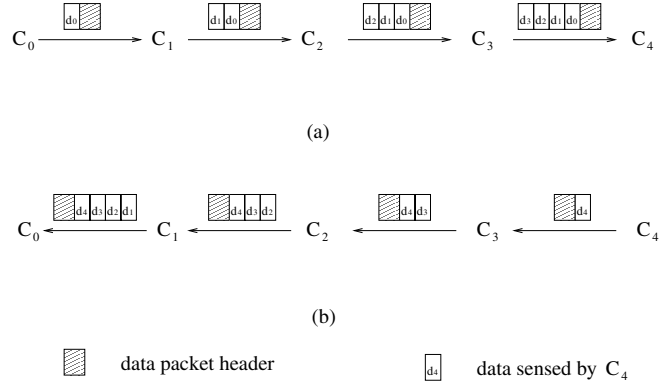 d₀ d₁ d₀ d₂ d₁ d₀ d₃ d₂ d₁ d₀
C₀ C₁ C₂ C₃ C₄
(a)
d₄ d₃ d₂ d₁ d₄ d₃ d₂ d₄ d₃ d₄
C₀ C₁ C₂ C₃ C₄
(b)
data packet header d₄ data sensed by C₄